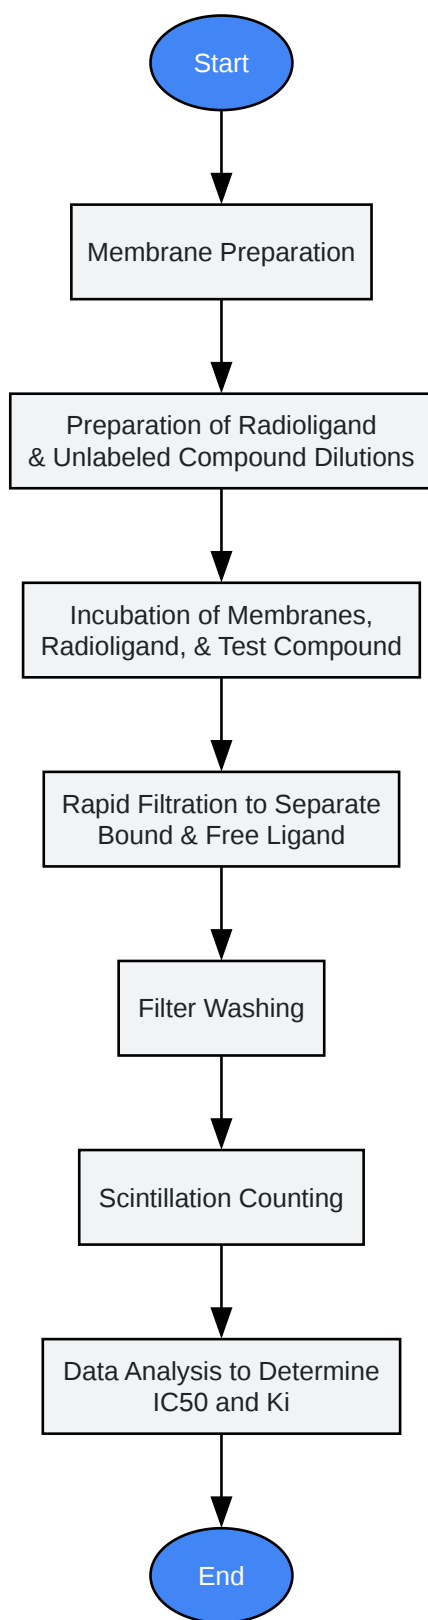 Start
Membrane Preparation
Preparation of Radioligand
& Unlabeled Compound Dilutions
Incubation of Membranes,
Radioligand, & Test Compound
Rapid Filtration to Separate
Bound & Free Ligand
Filter Washing
Scintillation Counting
Data Analysis to Determine
IC50 and Ki
End